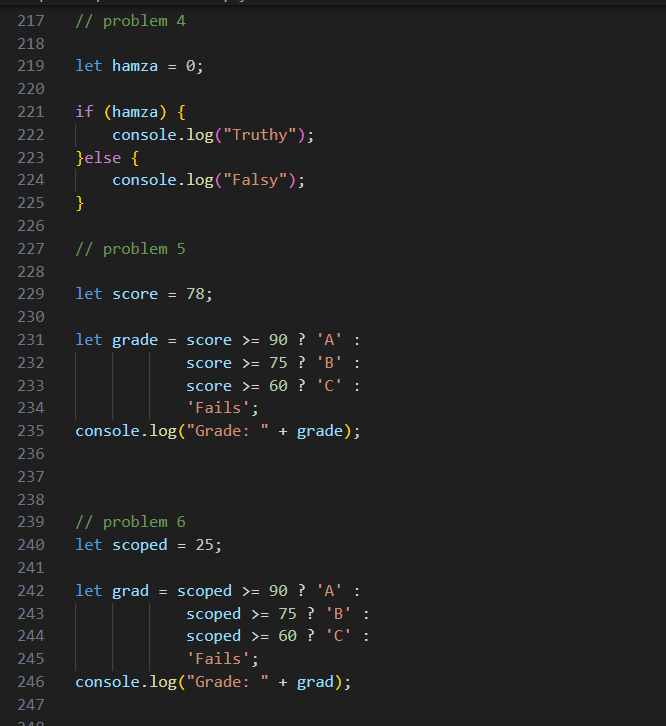 217 // problem 4
218
219 let hamza = 0;
220
221 if (hamza) {
222     console.log("Truthy");
223 }else {
224     console.log("Falsy");
225 }
226
227 // problem 5
228
229 let score = 78;
230
231 let grade = score >= 90 ? 'A' :
232             score >= 75 ? 'B' :
233             score >= 60 ? 'C' :
234             'Fails';
235 console.log("Grade: " + grade);
236
237
238
239 // problem 6
240 let scoped = 25;
241
242 let grad = scoped >= 90 ? 'A' :
243             scoped >= 75 ? 'B' :
244             scoped >= 60 ? 'C' :
245             'Fails';
246 console.log("Grade: " + grad);
247